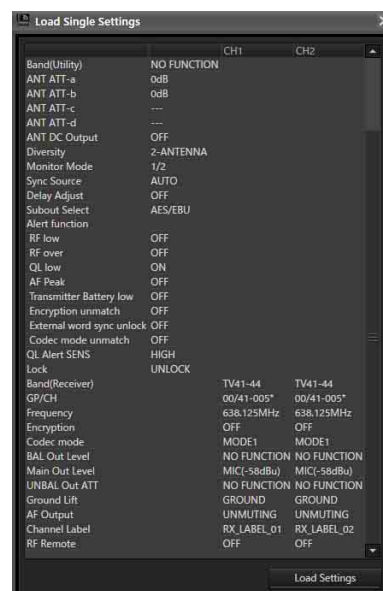 Load Single Settings
CH1 CH2
Band(Utility) NO FUNCTION
ANT ATT-a 0dB
ANT ATT-b 0dB
ANT ATT-c ---
ANT ATT-d ---
ANT DC Output OFF
Diversity 2-ANTENNA
Monitor Mode 1/2
Sync Source AUTO
Delay Adjust OFF
Subout Select AES/EBU
Alert function
RF low OFF
RF over OFF
QL low ON
AF Peak OFF
Transmitter Battery low OFF
Encryption unmatch OFF
External word sync unlock OFF
Codec mode unmatch OFF
QL Alert SENS HIGH
Lock UNLOCK
Band(Receiver) TV41-44 TV41-44
GP/CH 00/41-005* 00/41-005*
Frequency 638.125MHz 638.125MHz
Encryption OFF OFF
Codec mode MODE1 MODE1
BAL Out Level NO FUNCTION NO FUNCTION
Main Out Level MIC(-58dBu) MIC(-58dBu)
UNBAL Out ATT NO FUNCTION NO FUNCTION
Ground Lift GROUND GROUND
AF Output UNMUTING UNMUTING
Channel Label RX_LABEL_01 RX_LABEL_02
RF Remote OFF OFF
Load Settings